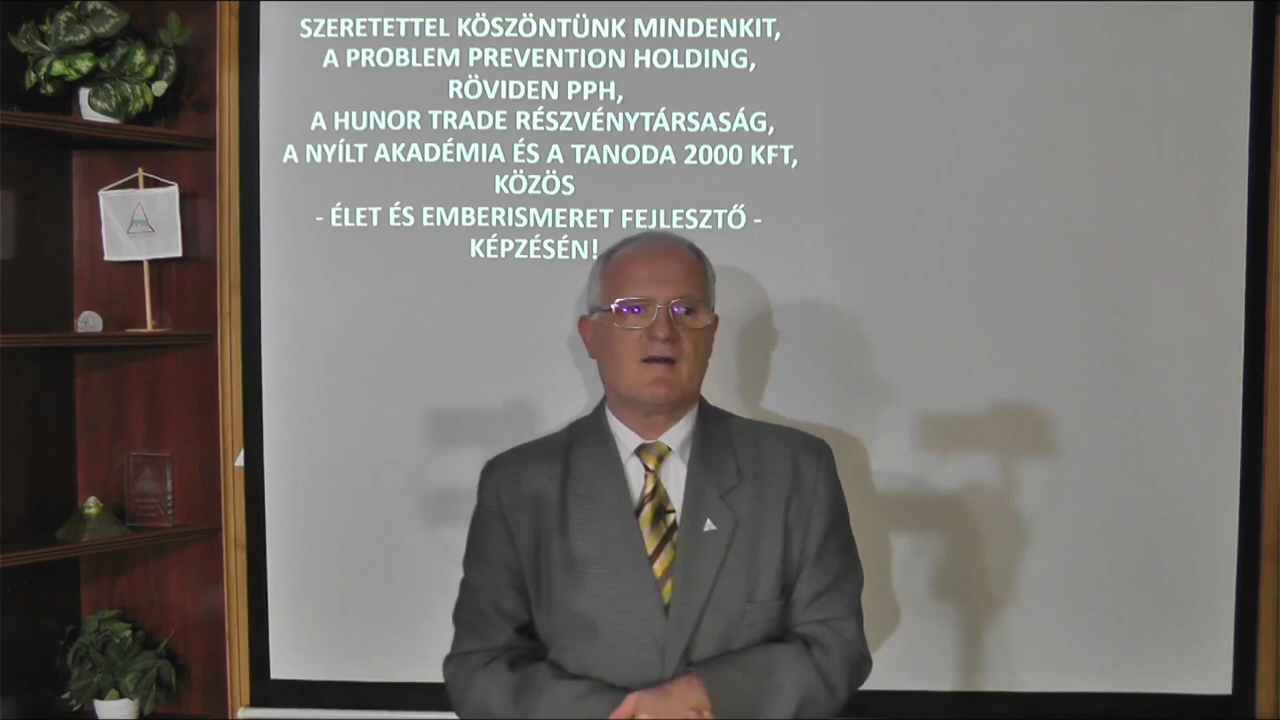 SZERETETTEL KÖSZÖNTÜNK MINDENKIT,
A PROBLEM PREVENTION HOLDING,
RÖVIDEN PPH,
A HUNOR TRADE RÉSZVÉNYTÁRSASÁG,
A NYÍLT AKADÉMIA ÉS A TANODA 2000 KFT,
KÖZÖS
- ÉLET ÉS EMBERISMERET FEJLESZTŐ -
KÉPZÉSÉN!